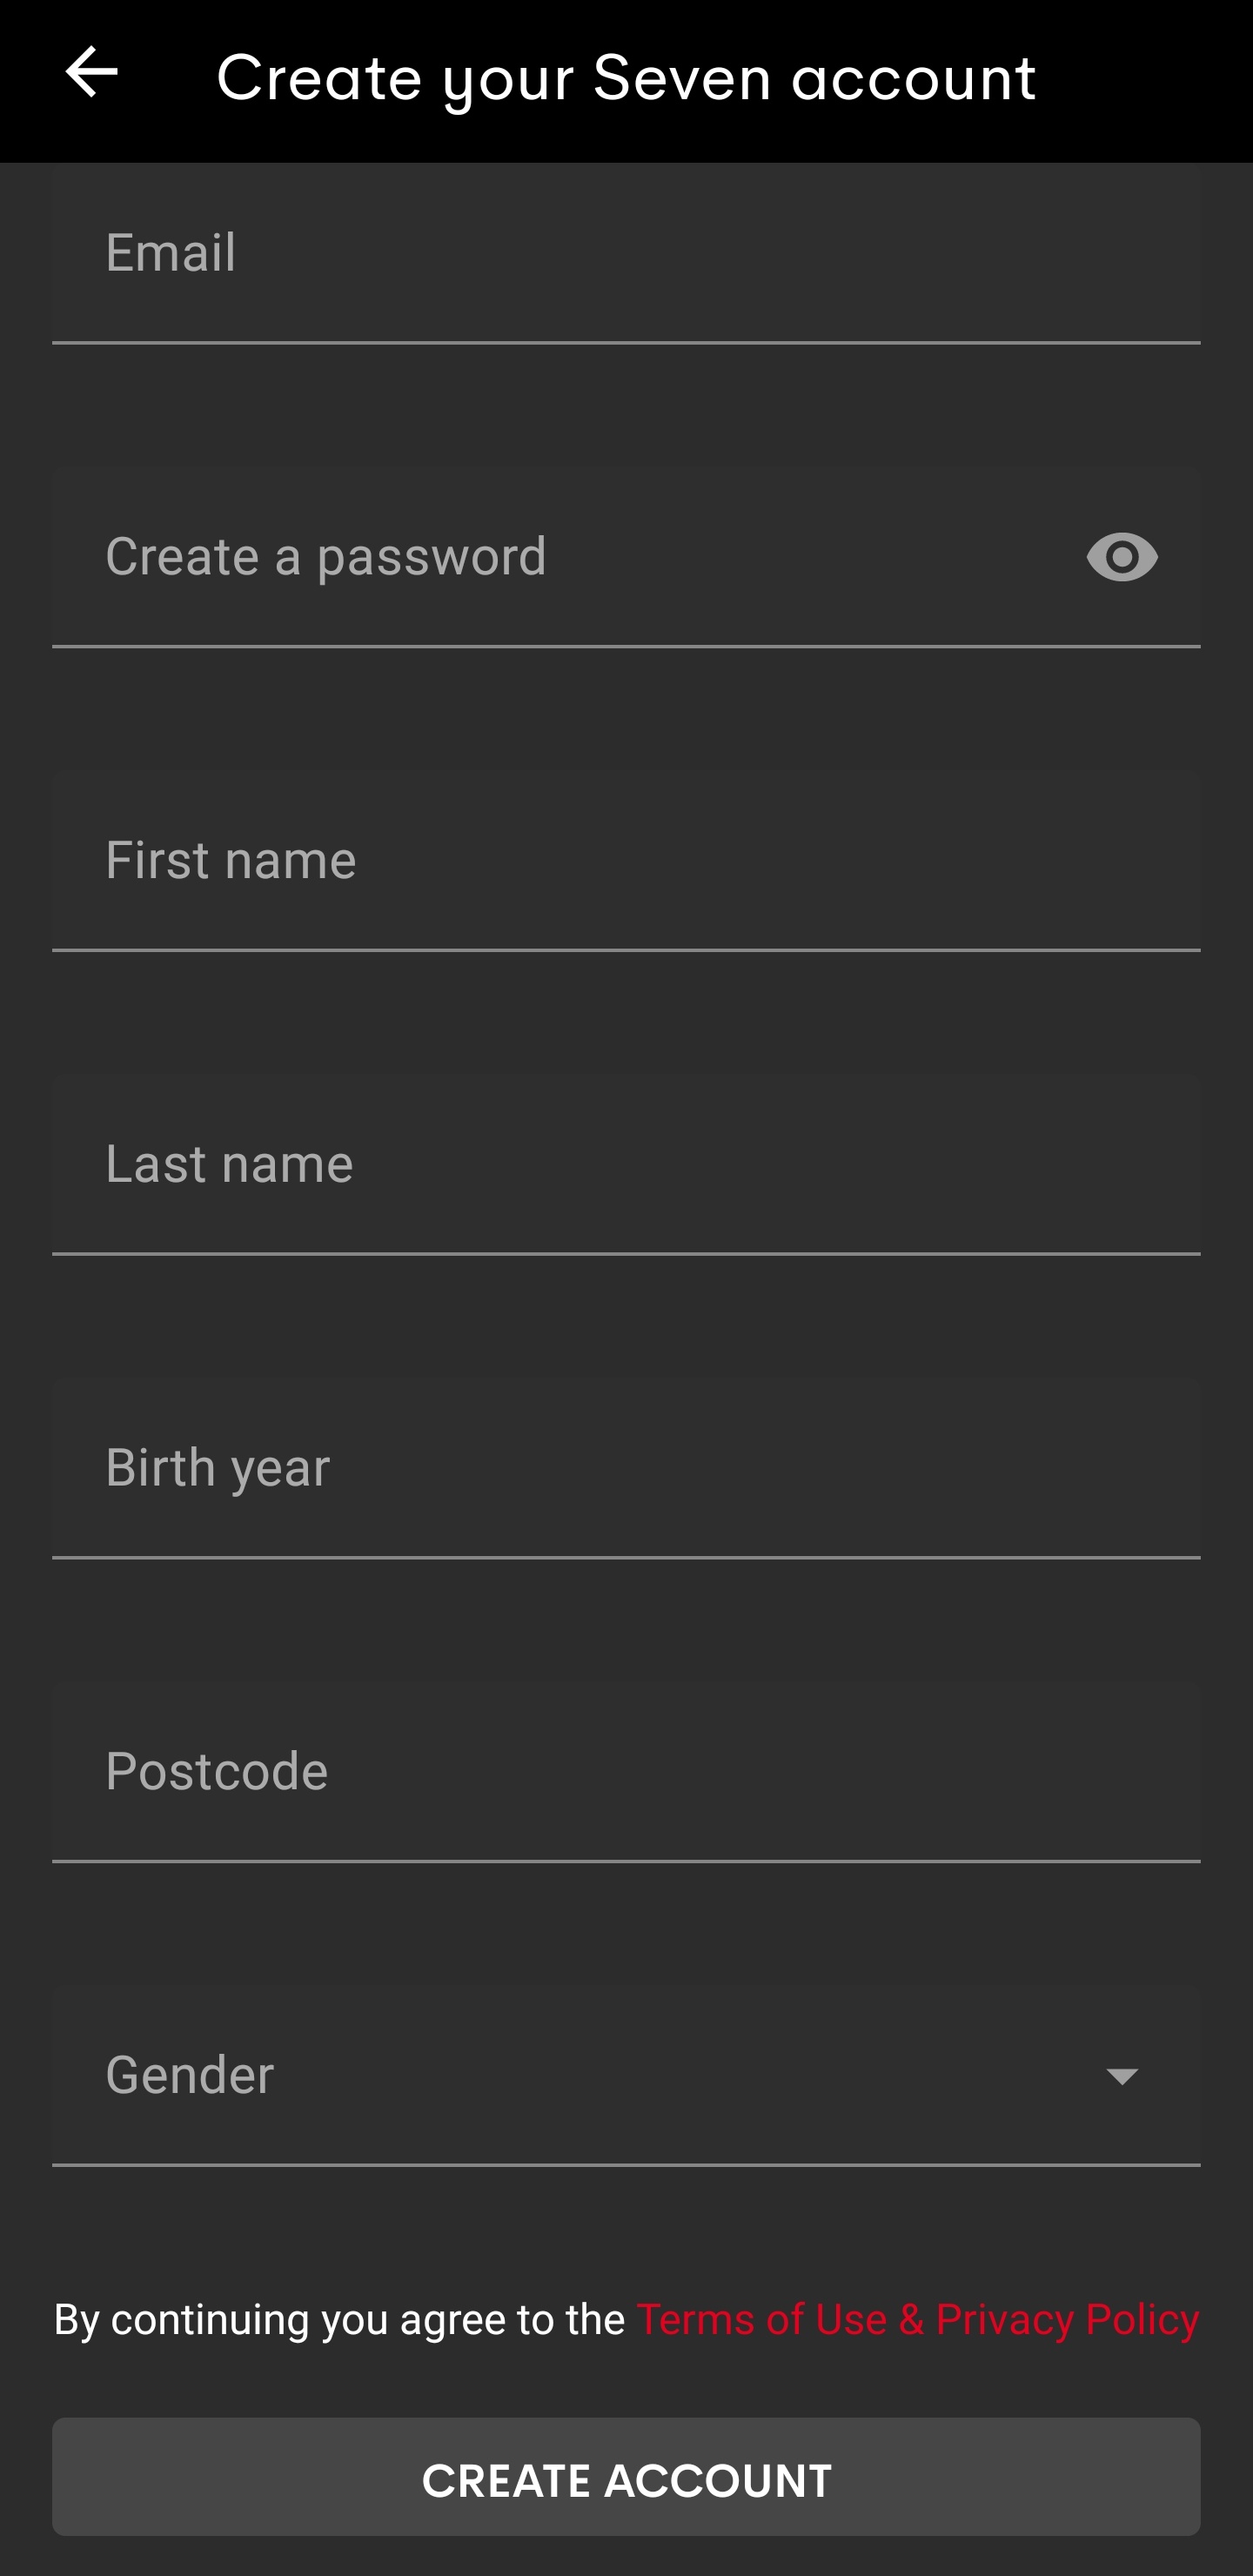 Create your Seven account
Email
Create a password
First name
Last name
Birth year
Postcode
Gender
By continuing you agree to the Terms of Use & Privacy Policy
CREATE ACCOUNT